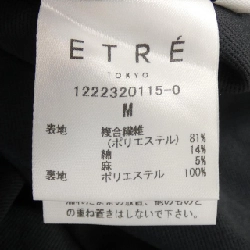 ETRÉ
TOKYO
1222320115-0
M
表地 複合繊維
(ポリエステル) 81%
綿 14%
麻 5%
裏地 ポリエステル 100%
の重ね置きはしないで下さい。